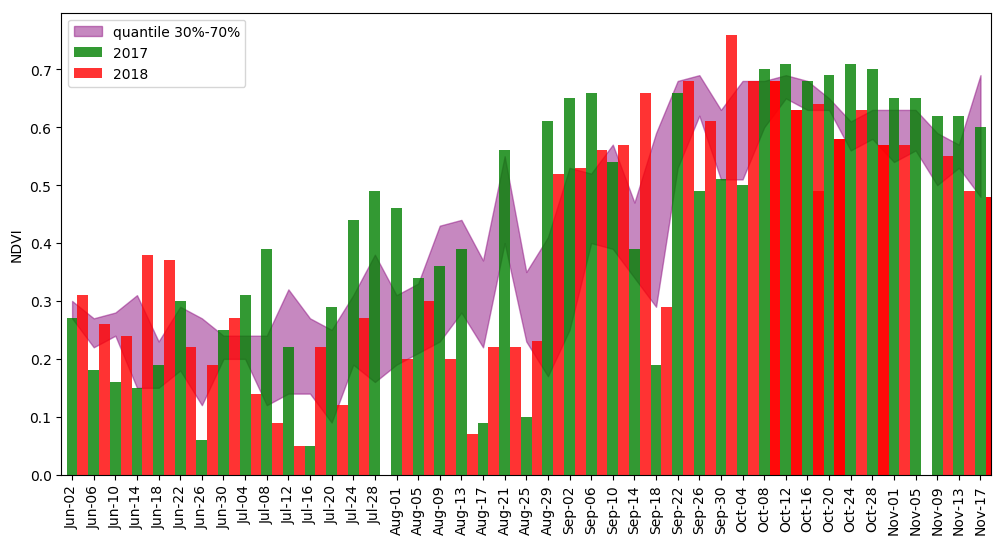 quantile 30%-70%
2017
2018
NDVI
0.7
0.6
0.5
0.4
0.3
0.2
0.1
0.0
Jun-02
Jun-06
Jun-10
Jun-14
Jun-18
Jun-22
Jun-26
Jun-30
Jul-04
Jul-08
Jul-12
Jul-16
Jul-20
Jul-24
Jul-28
Aug-01
Aug-05
Aug-09
Aug-13
Aug-17
Aug-21
Aug-25
Aug-29
Sep-02
Sep-06
Sep-10
Sep-14
Sep-18
Sep-22
Sep-26
Sep-30
Oct-04
Oct-08
Oct-12
Oct-16
Oct-20
Oct-24
Oct-28
Nov-01
Nov-05
Nov-09
Nov-13
Nov-17